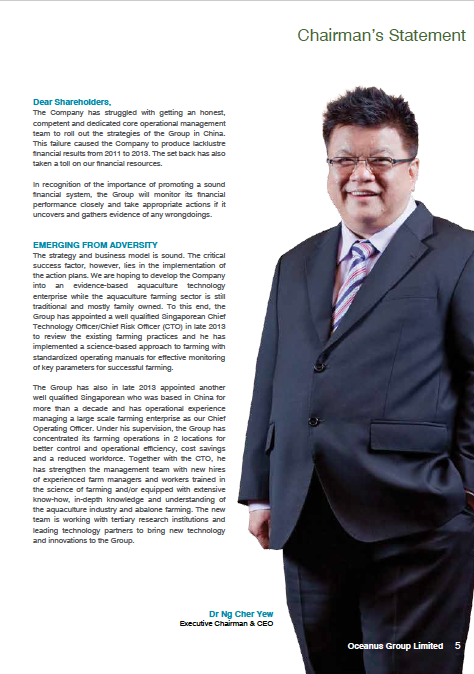 Chairman's Statement
Dear Shareholders,
The Company has struggled with getting an honest,
competent and dedicated core operational management
team to roll out the strategies of the Group in China.
This failure caused the Company to produce lacklustre
financial results from 2011 to 2013. The set back has also
taken a toll on our financial resources.
In recognition of the importance of promoting a sound
financial system, the Group will monitor its financial
performance closely and take appropriate actions if it
uncovers and gathers evidence of any wrongdoings.
EMERGING FROM ADVERSITY
The strategy and business model is sound. The critical
success factor, however, lies in the implementation of
the action plans. We are hoping to develop the Company
into an evidence-based aquaculture technology
enterprise while the aquaculture farming sector is still
traditional and mostly family owned. To this end, the
Group has appointed a well qualified Singaporean Chief
Technology Officer/Chief Risk Officer (CTO) in late 2013
to review the existing farming practices and he has
implemented a science-based approach to farming with
standardized operating manuals for effective monitoring
of key parameters for successful farming.
The Group has also in late 2013 appointed another
well qualified Singaporean who was based in China for
more than a decade and has operational experience
managing a large scale farming enterprise as our Chief
Operating Officer. Under his supervision, the Group has
concentrated its farming operations in 2 locations for
better control and operational efficiency, cost savings
and a reduced workforce. Together with the CTO, he
has strengthen the management team with new hires
of experienced farm managers and workers trained in
the science of farming and/or equipped with extensive
know-how, in-depth knowledge and understanding of
the aquaculture industry and abalone farming. The new
team is working with tertiary research institutions and
leading technology partners to bring new technology
and innovations to the Group.
Dr Ng Cher Yew
Executive Chairman & CEO
Oceanus Group Limited 5